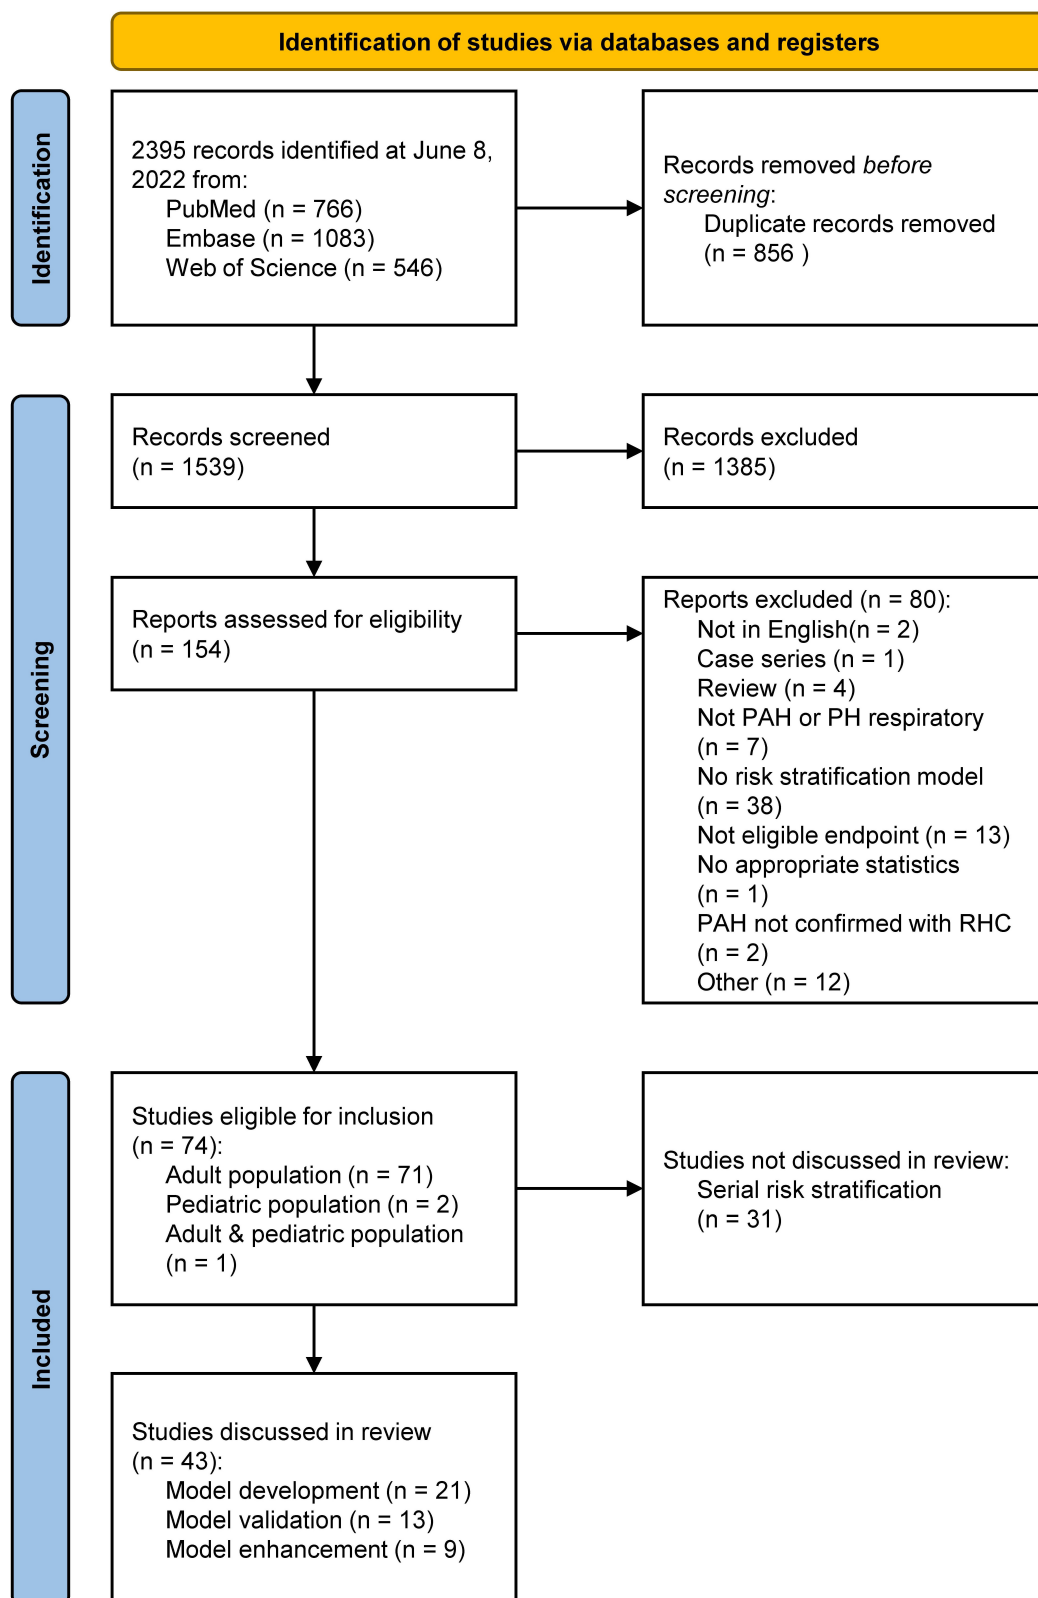 Identification of studies via databases and registers
Identification
2395 records identified at June 8,
2022 from:
PubMed (n = 766)
Embase (n = 1083)
Web of Science (n = 546)
Records removed before
screening:
Duplicate records removed
(n = 856 )
Screening
Records screened
(n = 1539)
Records excluded
(n = 1385)
Reports assessed for eligibility
(n = 154)
Reports excluded (n = 80):
Not in English(n = 2)
Case series (n = 1)
Review (n = 4)
Not PAH or PH respiratory
(n = 7)
No risk stratification model
(n = 38)
Not eligible endpoint (n = 13)
No appropriate statistics
(n = 1)
PAH not confirmed with RHC
(n = 2)
Other (n = 12)
Included
Studies eligible for inclusion
(n = 74):
Adult population (n = 71)
Pediatric population (n = 2)
Adult & pediatric population
(n = 1)
Studies not discussed in review:
Serial risk stratification
(n = 31)
Studies discussed in review
(n = 43):
Model development (n = 21)
Model validation (n = 13)
Model enhancement (n = 9)